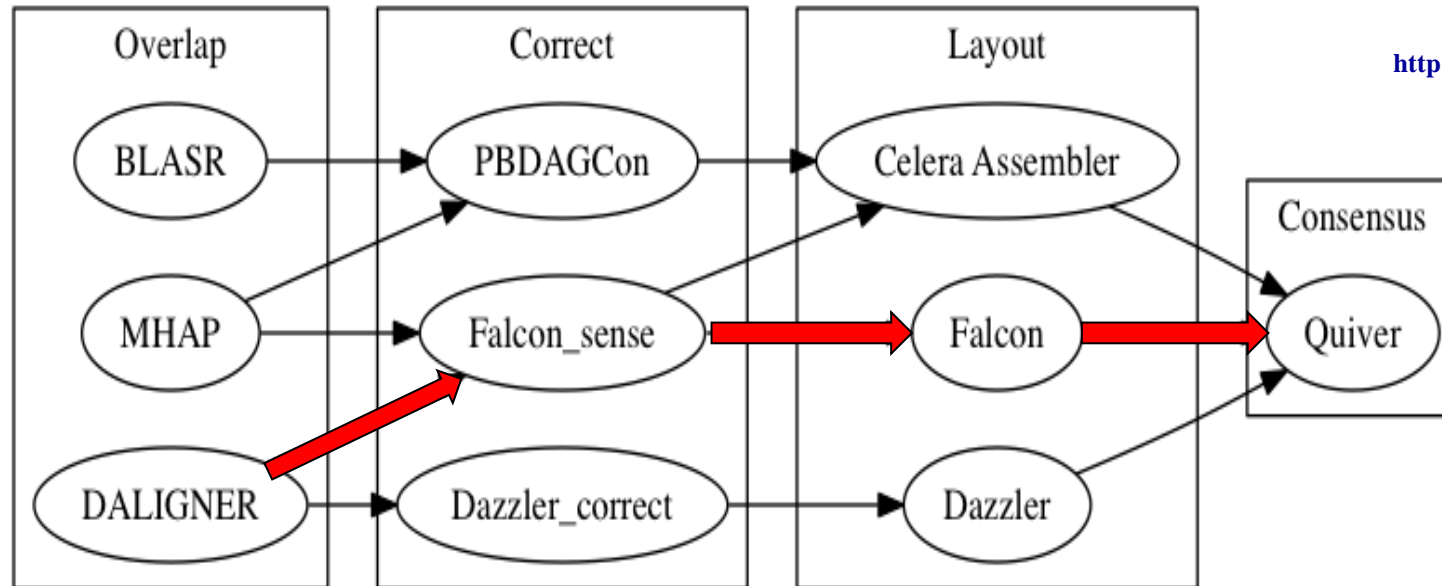 Overlap
Correct
Layout
http
BLASR
PBDAGCon
Celera Assembler
Consensus
MHAP
Falcon_sense
Falcon
Quiver
DALIGNER
Dazzler_correct
Dazzler